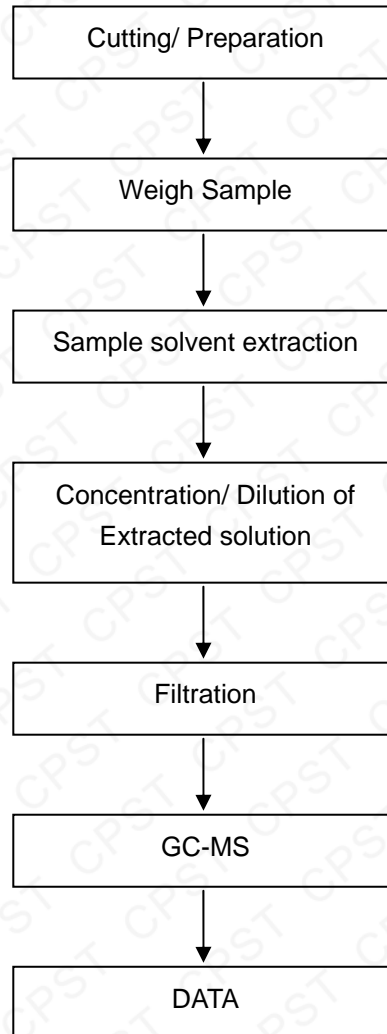 Cutting/ Preparation
Weigh Sample
Sample solvent extraction
Concentration/ Dilution of
Extracted solution
Filtration
GC-MS
DATA